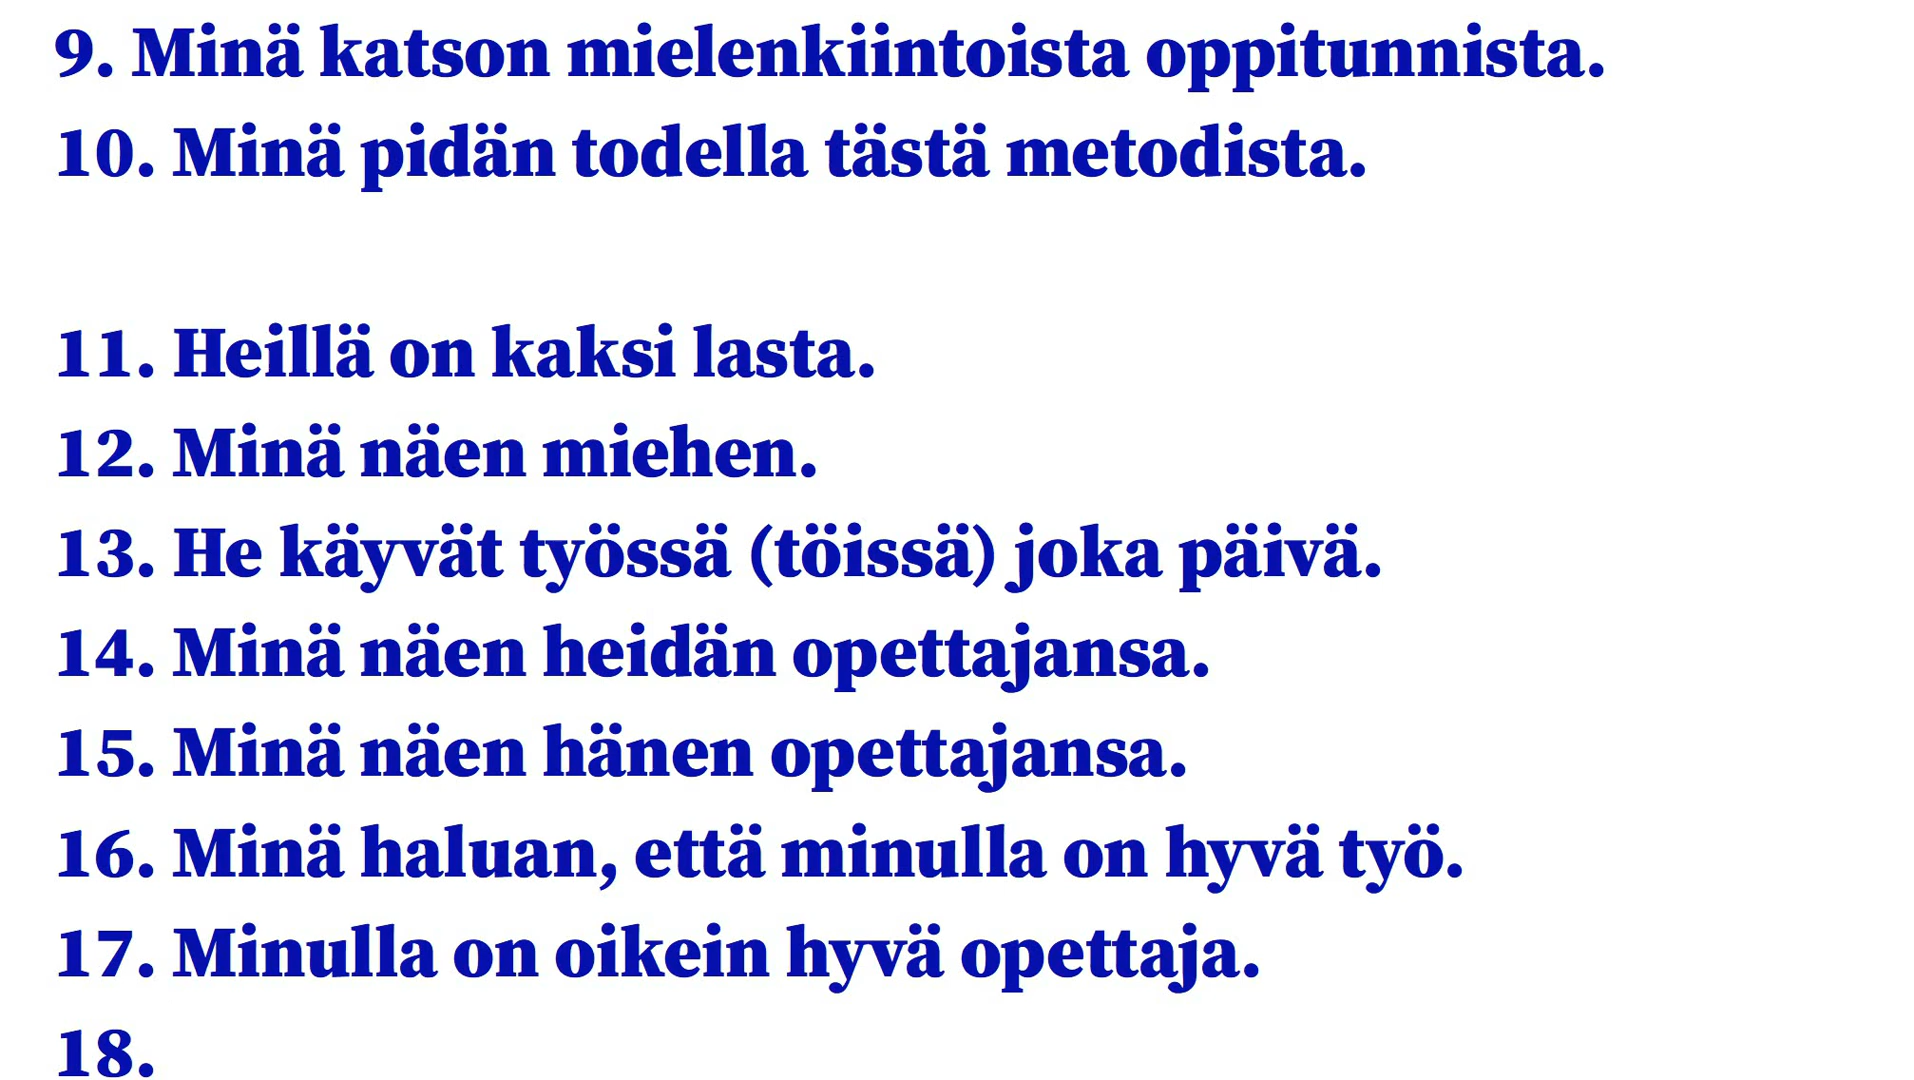 9. Minä katson mielenkiintoista oppitunnista.
10. Minä pidän todella tästä metodista.
11. Heillä on kaksi lasta.
12. Minä näen miehen.
13. He käyvät työssä (töissä) joka päivä.
14. Minä näen heidän opettajansa.
15. Minä näen hänen opettajansa.
16. Minä haluan, että minulla on hyvä työ.
17. Minulla on oikein hyvä opettaja.
18.